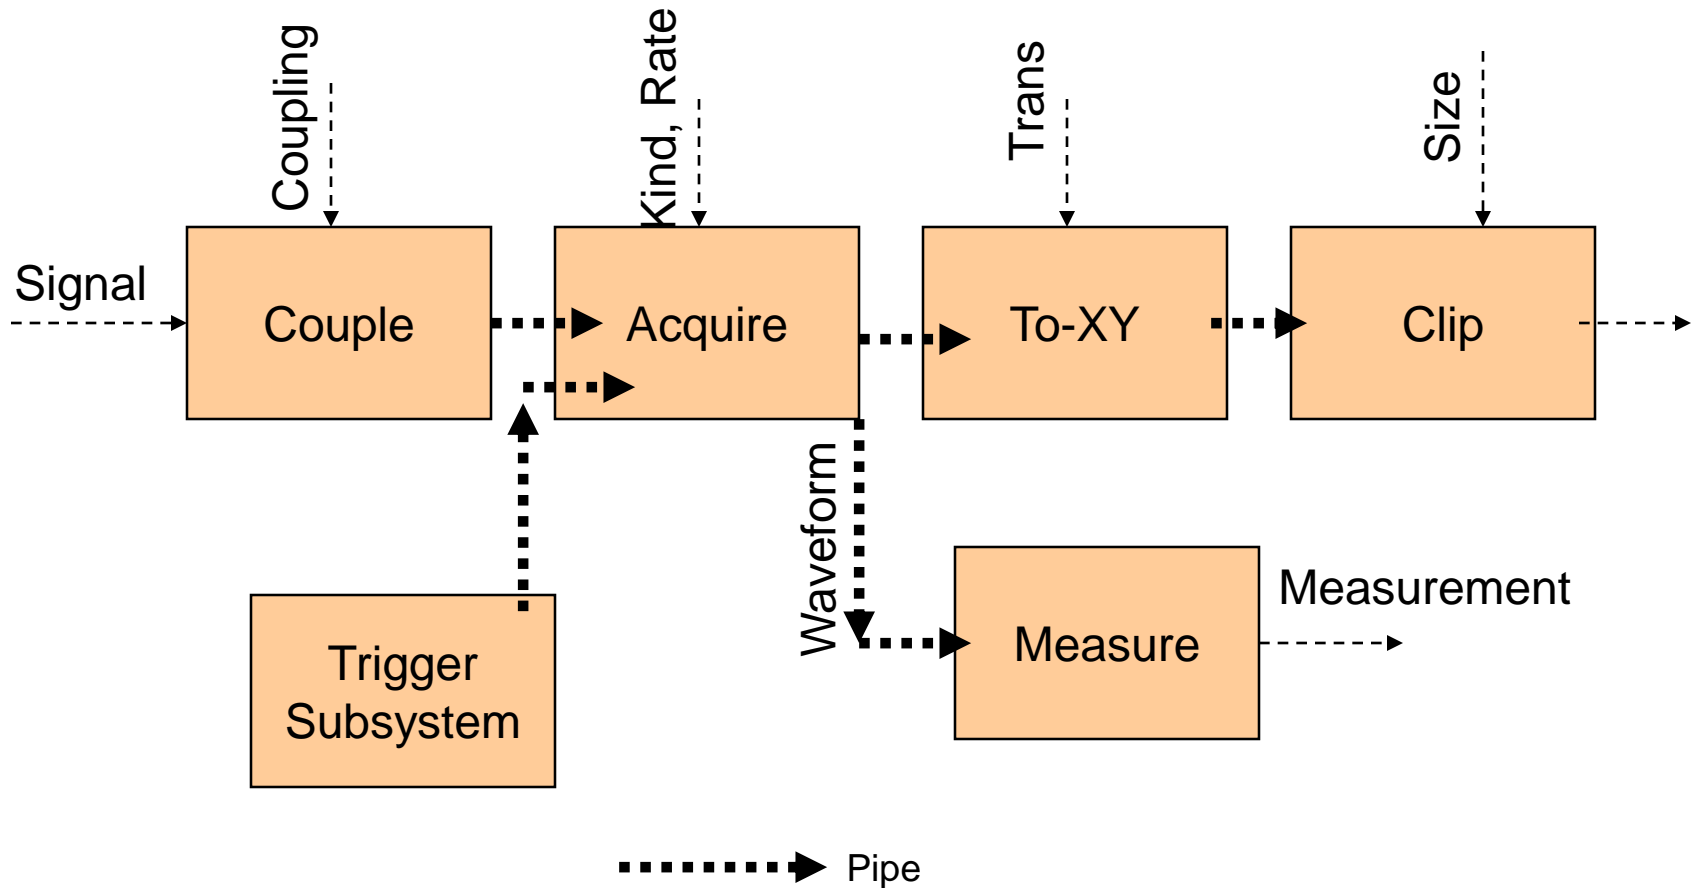 Coupling
Kind, Rate
Trans
Size
Signal
Couple
Acquire
To-XY
Clip
Waveform
Measurement
Trigger
Subsystem
Measure
Pipe